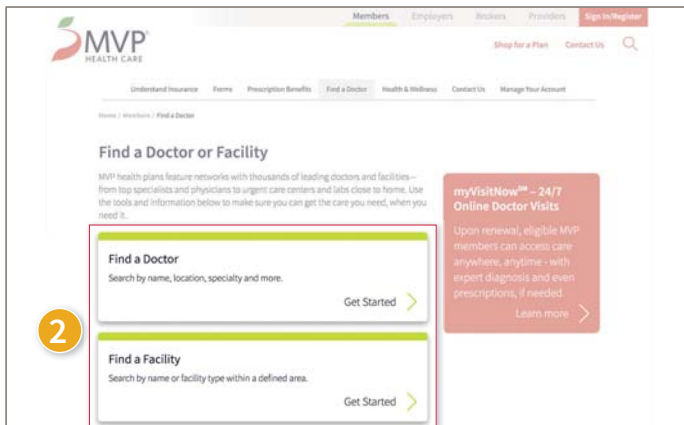 Members Employers Brokers Providers Sign In/Register
MVP
HEALTH CARE
Shop for a Plan Contact Us
Understand Insurance Forms Prescription Benefits Find a Doctor Health & Wellness Contact Us Manage Your Account
Home / Members / Find a Doctor
Find a Doctor or Facility
MVP health plans feature networks with thousands of leading doctors and facilities –
from top specialists and physicians to urgent care centers and labs close to home. Use
the tools and information below to make sure you can get the care you need, when you
need it.
Find a Doctor
Search by name, location, specialty and more.
Get Started
2
Find a Facility
Search by name or facility type within a defined area.
Get Started
myVisitNow℠ – 24/7
Online Doctor Visits
Upon renewal, eligible MVP
members can access care
anywhere, anytime - with
expert diagnosis and even
prescriptions, if needed.
Learn more